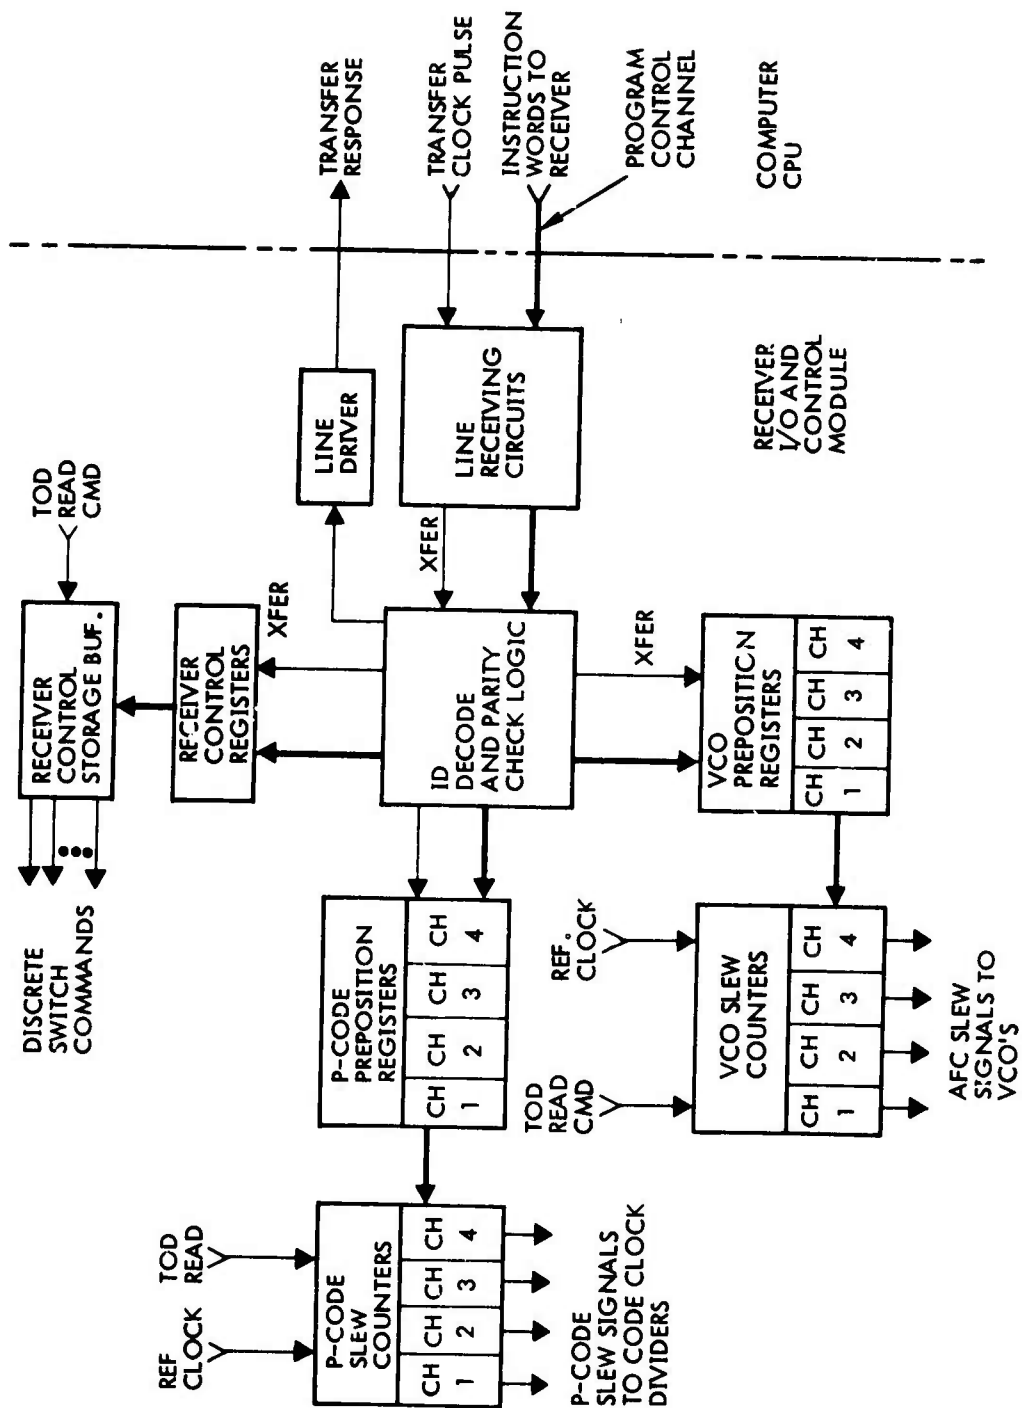 DISCRETE
SWITCH
COMMANDS
RECEIVER
CONTROL
STORAGE BUF.
TOD
READ
CMD
RECEIVER
CONTROL
REGISTERS
XFER
LINE
DRIVER
TRANSFER
RESPONSE
REF
CLOCK
TOD
READ
P-CODE
SLEW
COUNTERS
CH CH CH CH
1 2 3 4
P-CODE
SLEW SIGNALS
TO CODE CLOCK
DIVIDERS
P-CODE
PREPOSITION
REGISTERS
CH CH CH CH
1 2 3 4
ID
DECODE
AND PARITY
CHECK LOGIC
XFER
LINE
RECEIVING
CIRCUITS
TRANSFER
CLOCK PULSE
INSTRUCTION
WORDS TO
RECEIVER
PROGRAM
CONTROL
CHANNEL
TOD
READ
CMD
REF.
CLOCK
VCO SLEW
COUNTERS
CH CH CH CH
1 2 3 4
AFC SLEW
SIGNALS TO
VCO'S
XFER
VCO
PREPOSITION
REGISTERS
CH CH CH CH
1 2 3 4
RECEIVER
I/O AND
CONTROL
MODULE
COMPUTER
CPU